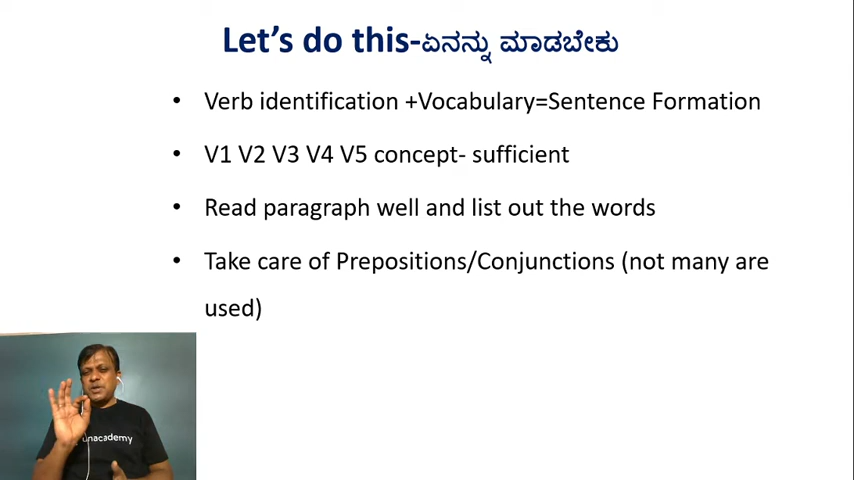 Let's do this-ಏನನ್ನು ಮಾಡಬೇಕು
• Verb identification +Vocabulary=Sentence Formation
• V1 V2 V3 V4 V5 concept- sufficient
• Read paragraph well and list out the words
• Take care of Prepositions/Conjunctions (not many are
used)
unacademy